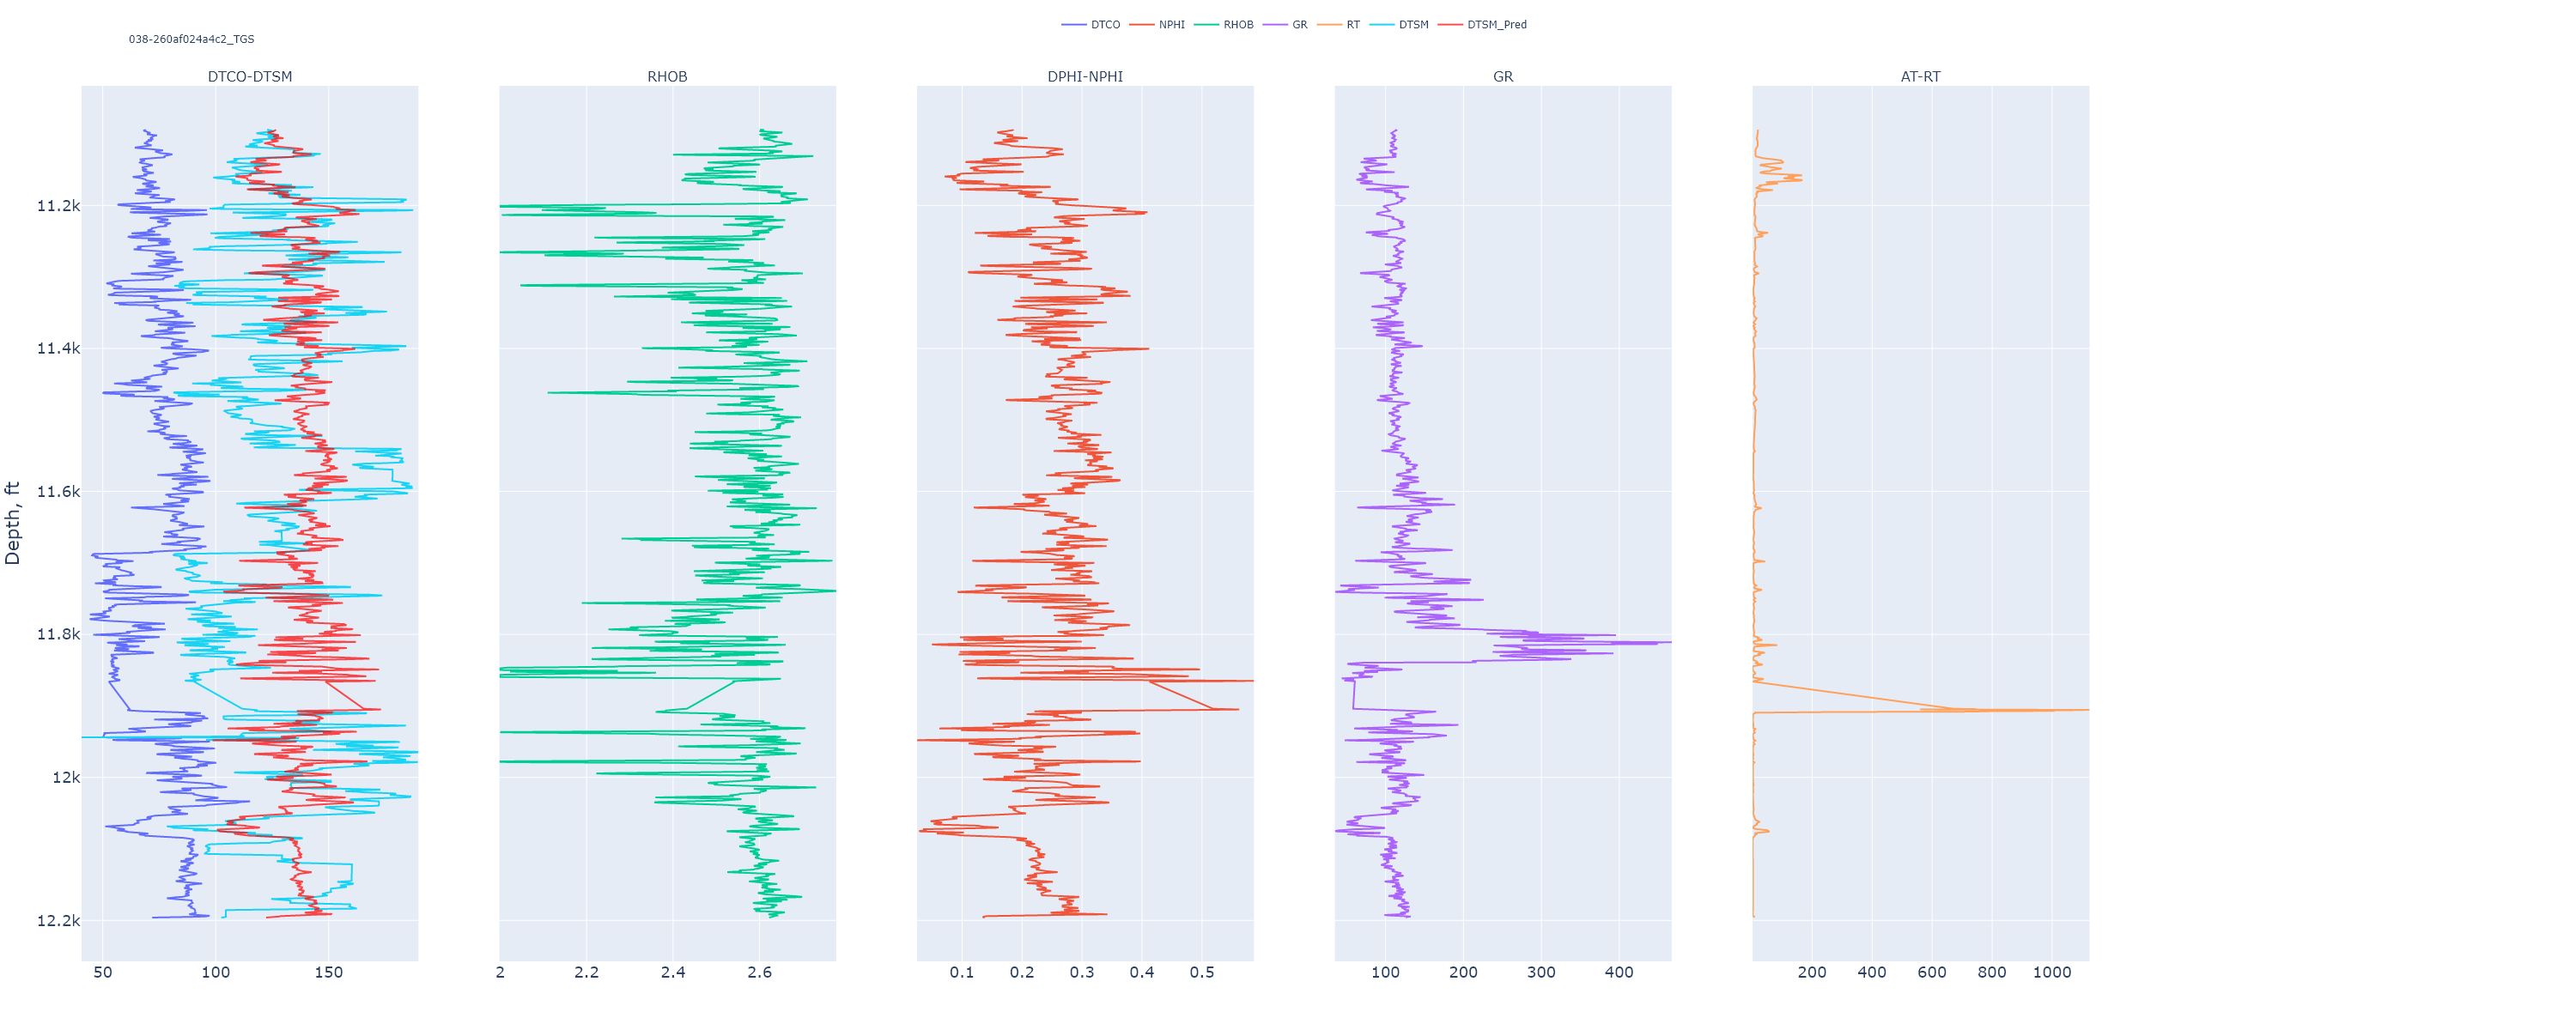 DTCO NPHI RHOB GR RT DTSM DTSM_Pred
038-260af024a4c2_TGS
DTCO-DTSM RHOB DPHI-NPHI GR AT-RT
Depth, ft
11.2k
11.4k
11.6k
11.8k
12k
12.2k
50 100 150 2 2.2 2.4 2.6 0.1 0.2 0.3 0.4 0.5 100 200 300 400 200 400 600 800 1000